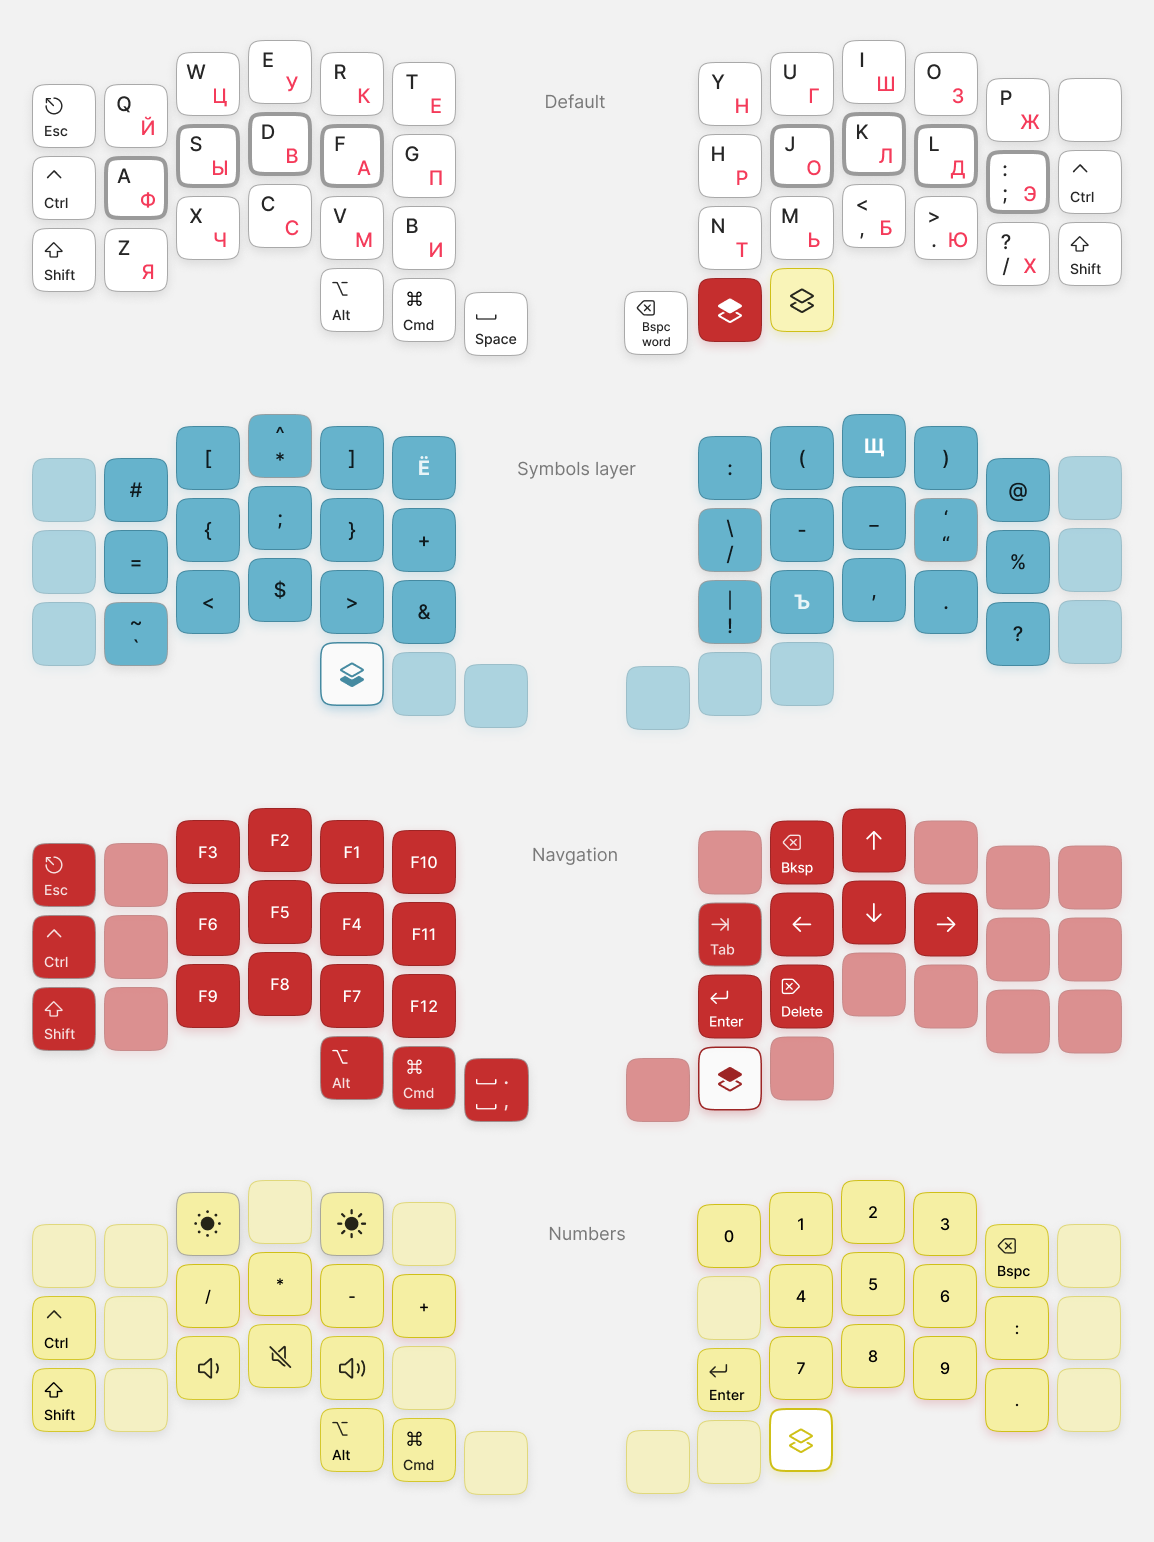 Default
Esc Q Й W Ц E У R К T Е Y Н U Г I Ш O З P Ж
Ctrl A Ф S Ы D В F А G П H Р J О K Л L Д : ; Э Ctrl
Shift Z Я X Ч C С V М B И N Т M Ь < , Б > . Ю ? / Х Shift
Alt ⌘ Cmd Space Bspc word
Symbols layer
# [ ^ * ] Ё : ( Щ ) @
= { ; } + \ / - _ ‘ “ %
~ ` < $ > & | ! Ъ , . ?
Navgation
Esc F3 F2 F1 F10 Bksp ↑
Ctrl F6 F5 F4 F11 Tab ← ↓ →
Shift F9 F8 F7 F12 Enter Delete
Alt ⌘ Cmd . ,
Numbers
0 1 2 3 Bspc
Ctrl / * - + 4 5 6 :
Shift Enter 7 8 9 .
Alt ⌘ Cmd